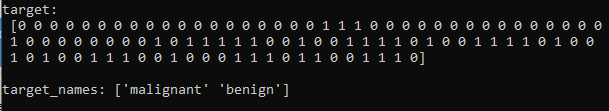 target:
[0 0 0 0 0 0 0 0 0 0 0 0 0 0 0 0 0 0 0 1 1 1 0 0 0 0 0 0 0 0 0 0 0 0 0 0 0
1 0 0 0 0 0 0 0 0 1 0 1 1 1 1 1 0 0 1 0 0 1 1 1 1 0 1 0 0 1 1 1 1 0 1 0 0
1 0 1 0 0 1 1 1 0 0 1 0 0 0 1 1 1 0 1 1 0 0 1 1 1 0]
target_names: ['malignant' 'benign']